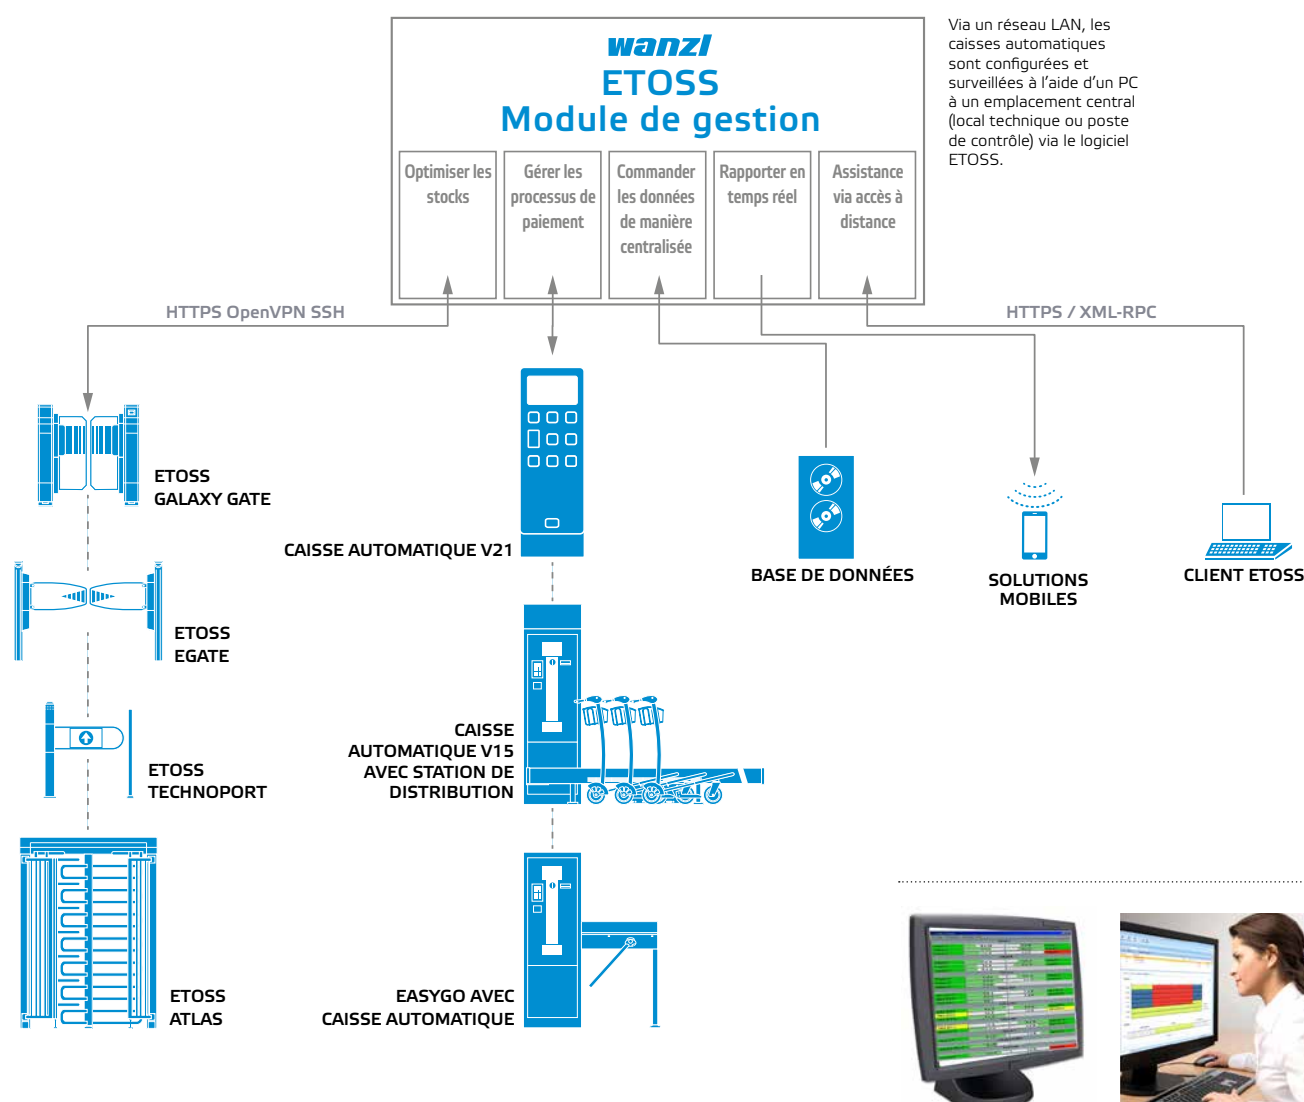 wanzl
ETOSS
Module de gestion
Optimiser les
stocks
Gérer les
processus de
paiement
Commander
les données
de manière
centralisée
Rapporter en
temps réel
Assistance
via accès à
distance
Via un réseau LAN, les
caisses automatiques
sont configurées et
surveillées à l'aide d'un PC
à un emplacement central
(local technique ou poste
de contrôle) via le logiciel
ETOSS.
HTTPS OpenVPN SSH
HTTPS / XML-RPC
ETOSS
GALAXY GATE
CAISSE AUTOMATIQUE V21
BASE DE DONNÉES
SOLUTIONS
MOBILES
CLIENT ETOSS
ETOSS
EGATE
CAISSE
AUTOMATIQUE V15
AVEC STATION DE
DISTRIBUTION
ETOSS
TECHNOPORT
ETOSS
ATLAS
EASYGO AVEC
CAISSE AUTOMATIQUE